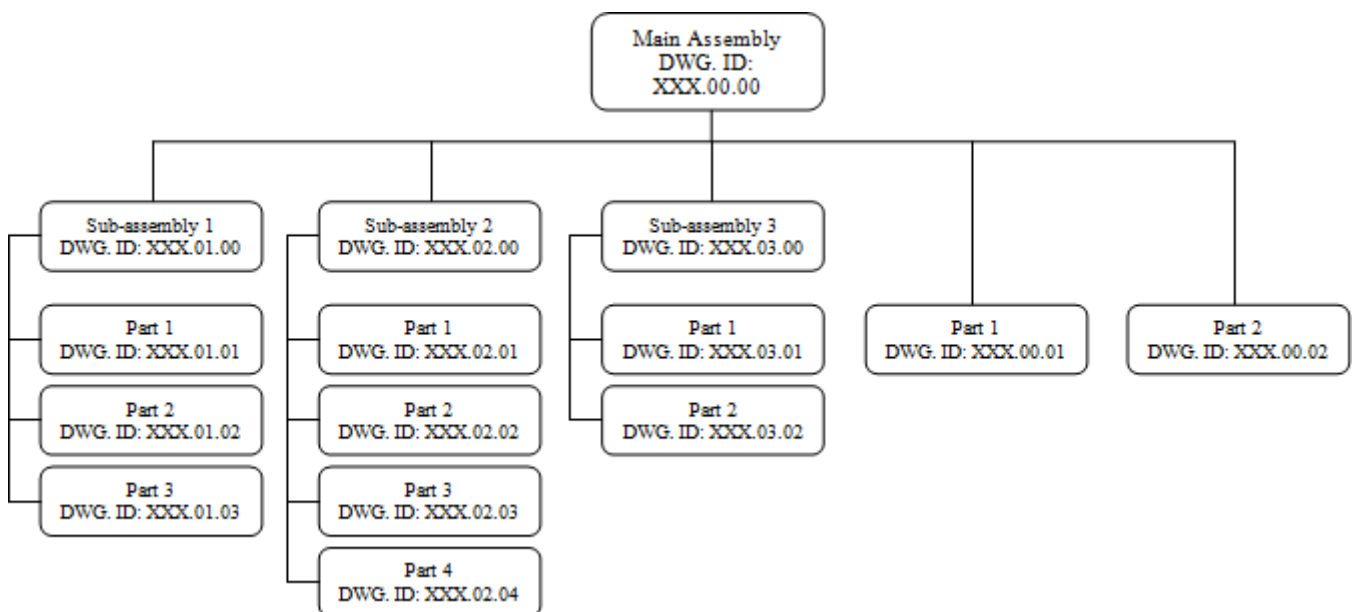 Main Assembly
DWG. ID:
XXX.00.00
Sub-assembly 1
DWG. ID: XXX.01.00
Sub-assembly 2
DWG. ID: XXX.02.00
Sub-assembly 3
DWG. ID: XXX.03.00
Part 1
DWG. ID: XXX.01.01
Part 1
DWG. ID: XXX.02.01
Part 1
DWG. ID: XXX.03.01
Part 1
DWG. ID: XXX.00.01
Part 2
DWG. ID: XXX.00.02
Part 2
DWG. ID: XXX.01.02
Part 2
DWG. ID: XXX.02.02
Part 2
DWG. ID: XXX.03.02
Part 3
DWG. ID: XXX.01.03
Part 3
DWG. ID: XXX.02.03
Part 4
DWG. ID: XXX.02.04